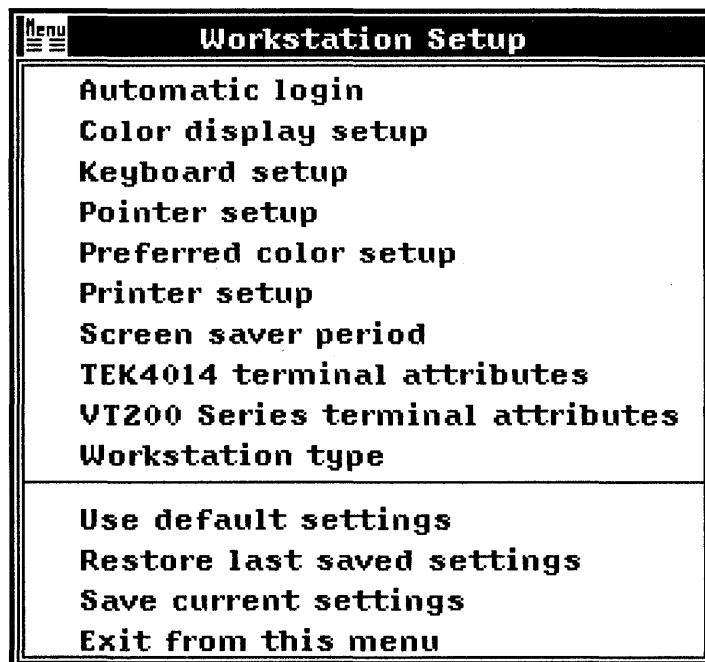 Menu
Workstation Setup
Automatic login
Color display setup
Keyboard setup
Pointer setup
Preferred color setup
Printer setup
Screen saver period
TEK4014 terminal attributes
VT200 Series terminal attributes
Workstation type
Use default settings
Restore last saved settings
Save current settings
Exit from this menu